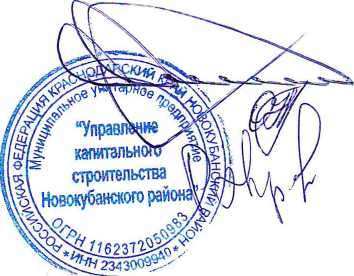 РОССИЙСКАЯ ФЕДЕРАЦИЯ КРАСНОДАРСКИЙ КРАЙ НОВОКУБАНСКИЙ РАЙОН
Муниципальное унитарное предприятие
"Управление
капитального
строительства
Новокубанского района"
ОГРН 1162372050983
* ИНН 2343009940 *